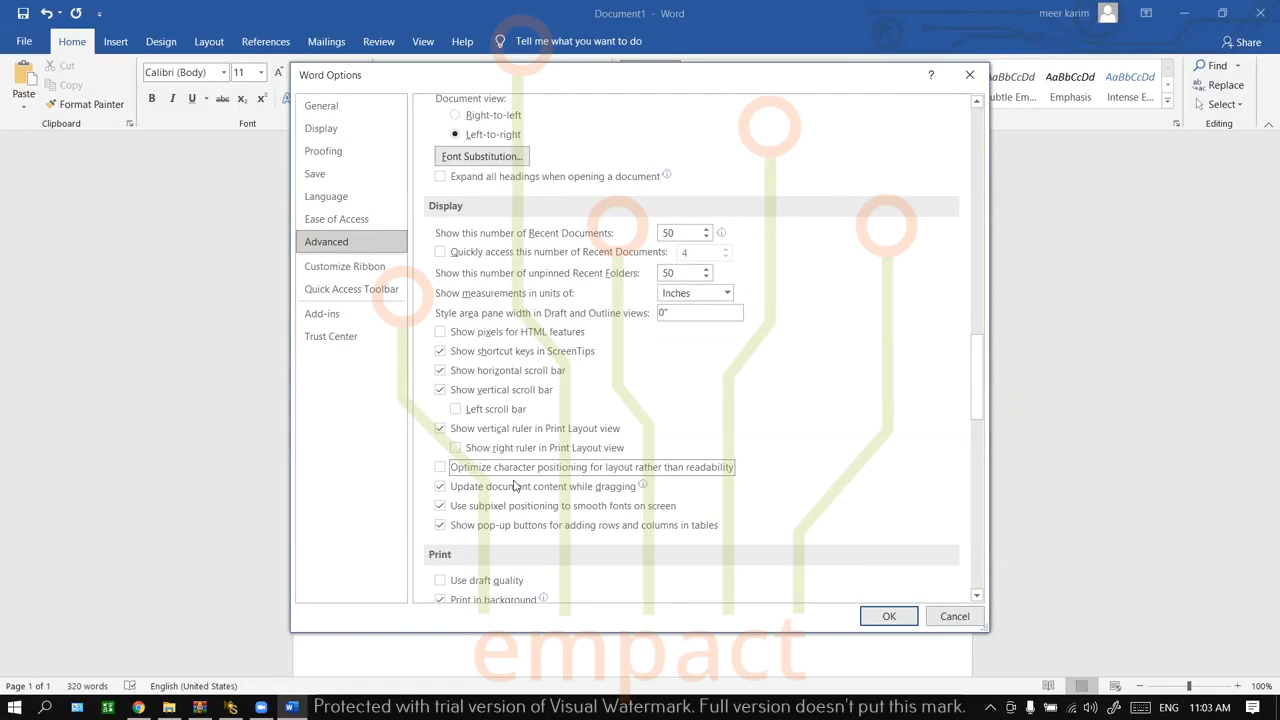 Document1 - Word
meer karim
File Home Insert Design Layout References Mailings Review View Help Tell me what you want to do Share
Paste
Cut
Copy
Format Painter
Clipboard
Calibri (Body) 11
B I U abc X₂ X²
Font
AaBbCcDd AaBbCcDd AaBbCcDd
ubtle Em... Emphasis Intense E...
Find
Replace
Select
Editing
Word Options
General
Display
Proofing
Save
Language
Ease of Access
Advanced
Customize Ribbon
Quick Access Toolbar
Add-ins
Trust Center
Document view:
Right-to-left
Left-to-right
Font Substitution...
Expand all headings when opening a document
Display
Show this number of Recent Documents: 50
Quickly access this number of Recent Documents: 4
Show this number of unpinned Recent Folders: 50
Show measurements in units of: Inches
Style area pane width in Draft and Outline views: 0"
Show pixels for HTML features
Show shortcut keys in ScreenTips
Show horizontal scroll bar
Show vertical scroll bar
Left scroll bar
Show vertical ruler in Print Layout view
Show right ruler in Print Layout view
Optimize character positioning for layout rather than readability
Update document content while dragging
Use subpixel positioning to smooth fonts on screen
Show pop-up buttons for adding rows and columns in tables
Print
Use draft quality
Print in background
OK Cancel
empact
Page 1 of 1 320 words English (United States) 100%
Protected with trial version of Visual Watermark. Full version doesn't put this mark.
11:03 AM